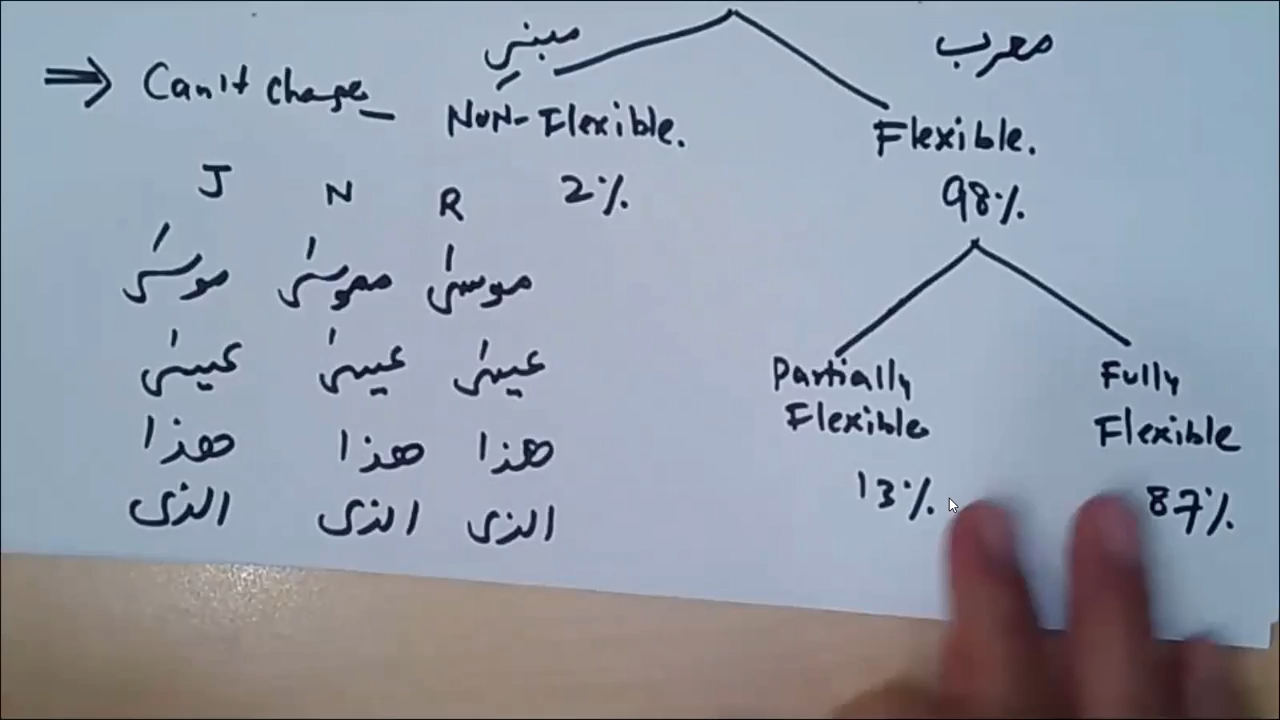 مبني
معرب
⇒ Can't change
Non-Flexible.
Flexible.
2%
98%
J N R
موسىٰ موسىٰ موسىٰ
عيسىٰ عيسىٰ عيسىٰ
هذا هذا هذا
الذى الذى الذى
Partially
Flexible
13%
Fully
Flexible
87%